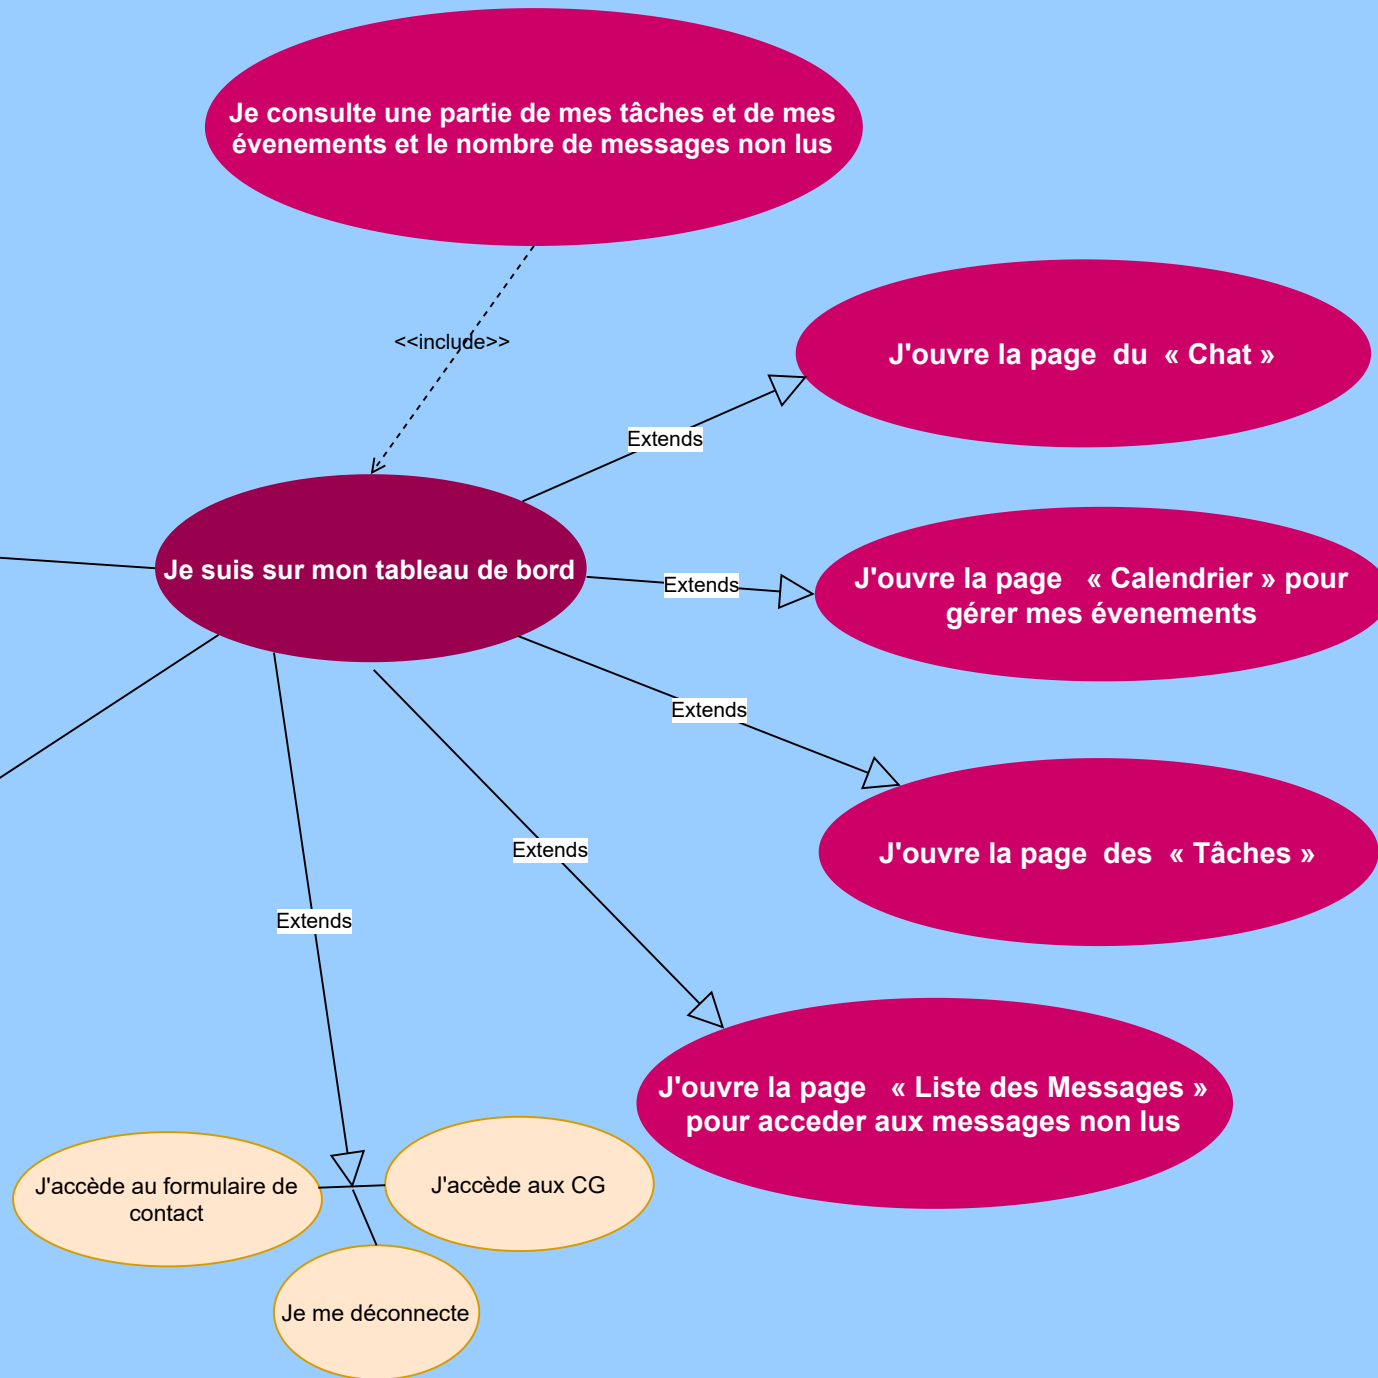 Je consulte une partie de mes tâches et de mes
évenements et le nombre de messages non lus
<<include>>
J'ouvre la page  du  « Chat »
Extends
Je suis sur mon tableau de bord
Extends
J'ouvre la page   « Calendrier » pour
gérer mes évenements
Extends
J'ouvre la page  des  « Tâches »
Extends
Extends
J'ouvre la page   « Liste des Messages »
pour acceder aux messages non lus
J'accède au formulaire de
contact
J'accède aux CG
Je me déconnecte